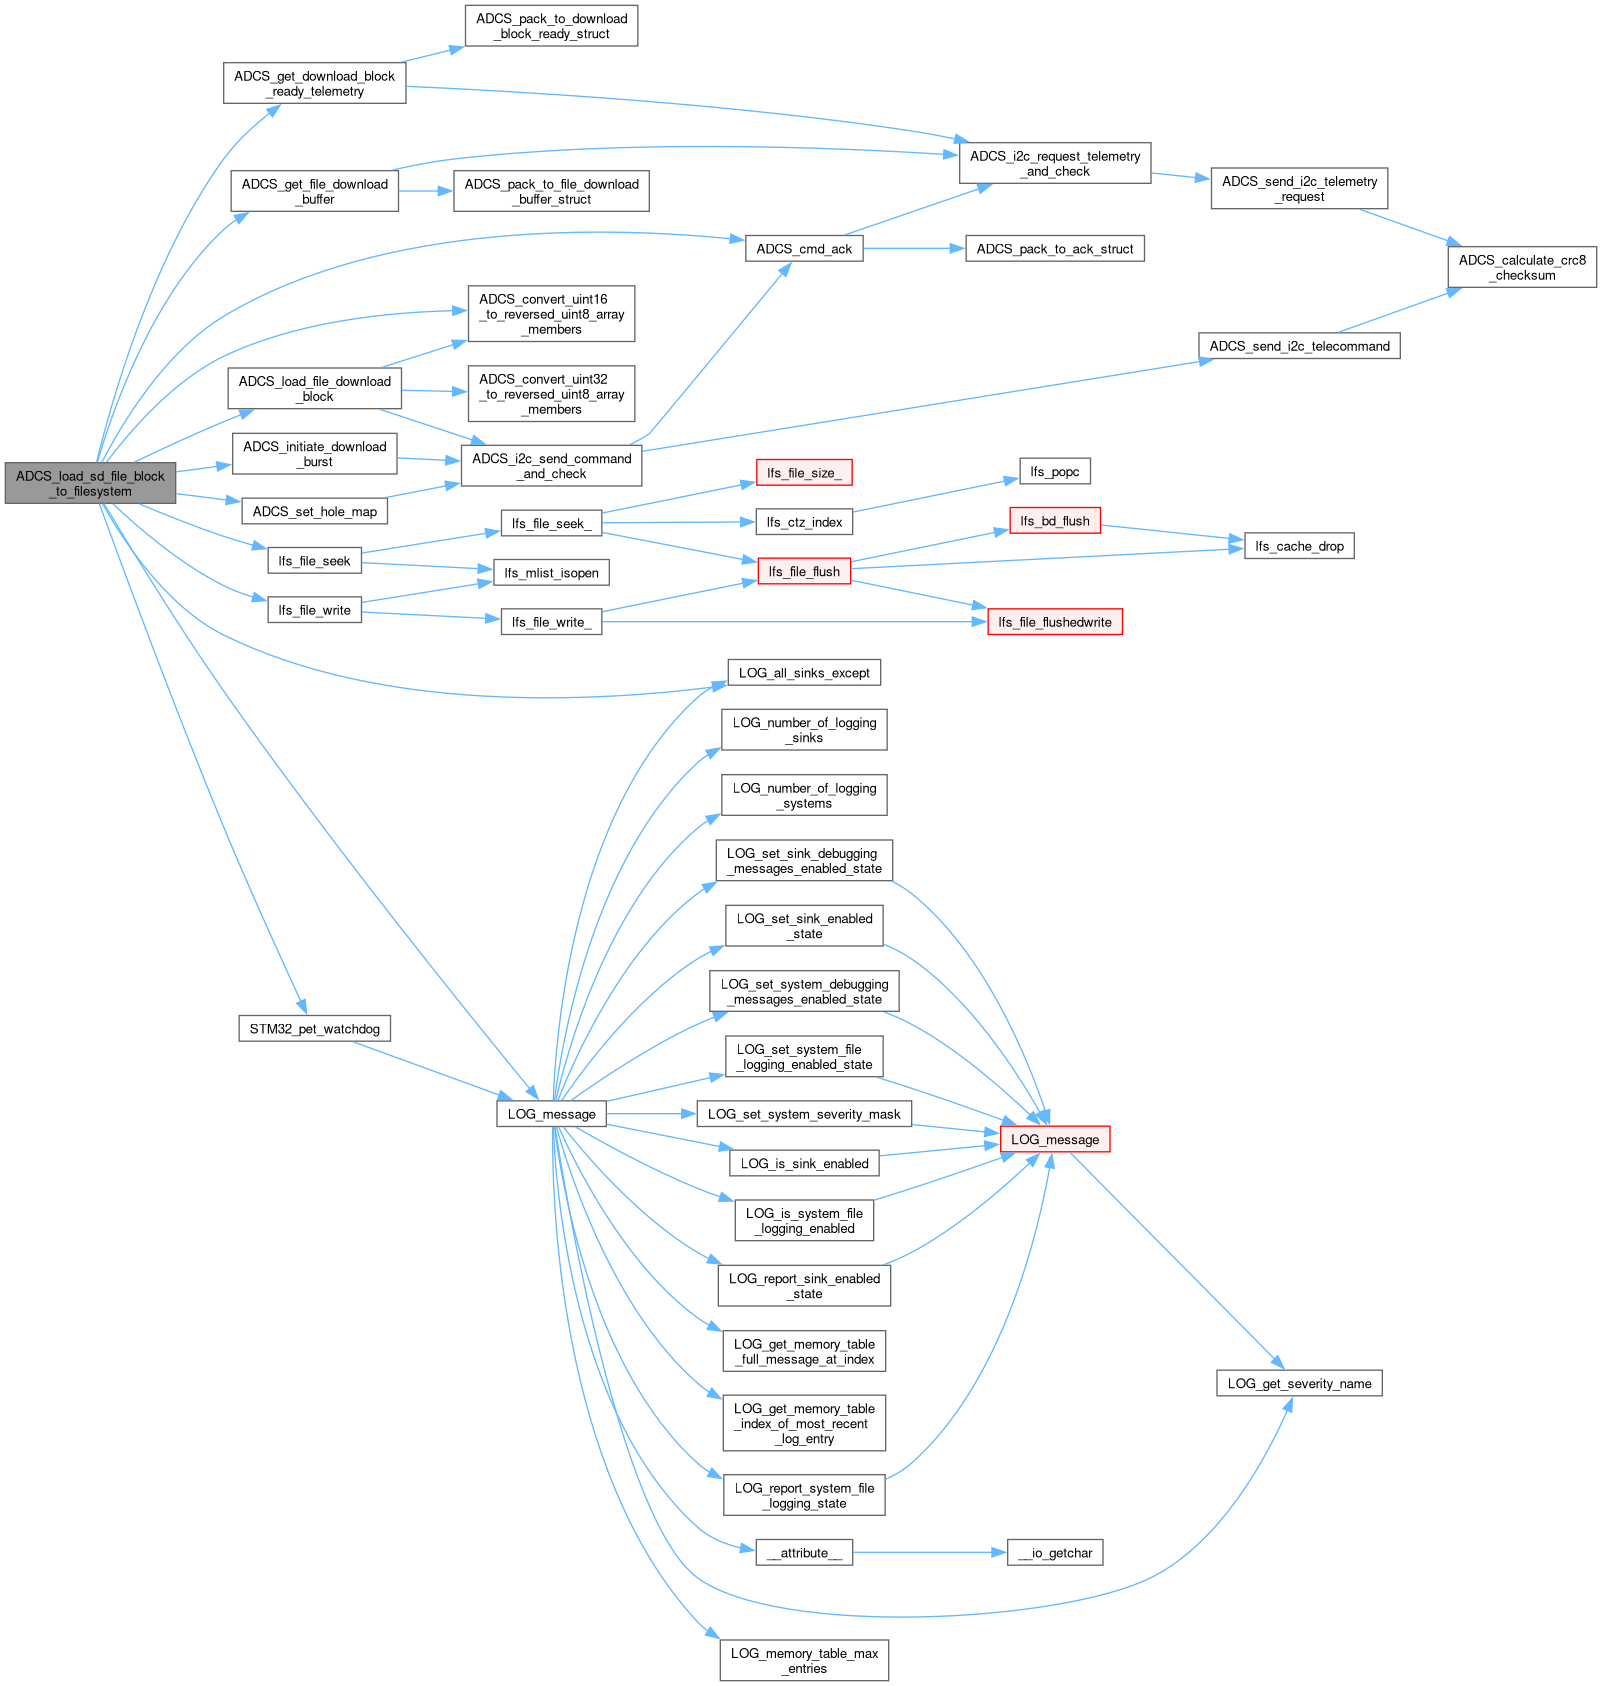 ADCS_pack_to_download
_block_ready_struct
ADCS_get_download_block
_ready_telemetry
ADCS_i2c_request_telemetry
_and_check
ADCS_get_file_download
_buffer
ADCS_pack_to_file_download
_buffer_struct
ADCS_send_i2c_telemetry
_request
ADCS_cmd_ack
ADCS_pack_to_ack_struct
ADCS_calculate_crc8
_checksum
ADCS_convert_uint16
_to_reversed_uint8_array
_members
ADCS_send_i2c_telecommand
ADCS_load_file_download
_block
ADCS_convert_uint32
_to_reversed_uint8_array
_members
ADCS_initiate_download
_burst
ADCS_i2c_send_command
_and_check
ADCS_load_sd_file_block
_to_filesystem
lfs_file_size_
lfs_popc
ADCS_set_hole_map
lfs_file_seek_
lfs_ctz_index
lfs_bd_flush
lfs_cache_drop
lfs_file_seek
lfs_mlist_isopen
lfs_file_flush
lfs_file_write
lfs_file_write_
lfs_file_flushedwrite
LOG_all_sinks_except
LOG_number_of_logging
_sinks
LOG_number_of_logging
_systems
LOG_set_sink_debugging
_messages_enabled_state
LOG_set_sink_enabled
_state
LOG_set_system_debugging
_messages_enabled_state
STM32_pet_watchdog
LOG_set_system_file
_logging_enabled_state
LOG_message
LOG_set_system_severity_mask
LOG_message
LOG_is_sink_enabled
LOG_is_system_file
_logging_enabled
LOG_report_sink_enabled
_state
LOG_get_memory_table
_full_message_at_index
LOG_get_severity_name
LOG_get_memory_table
_index_of_most_recent
_log_entry
LOG_report_system_file
_logging_state
__attribute__
__io_getchar
LOG_memory_table_max
_entries